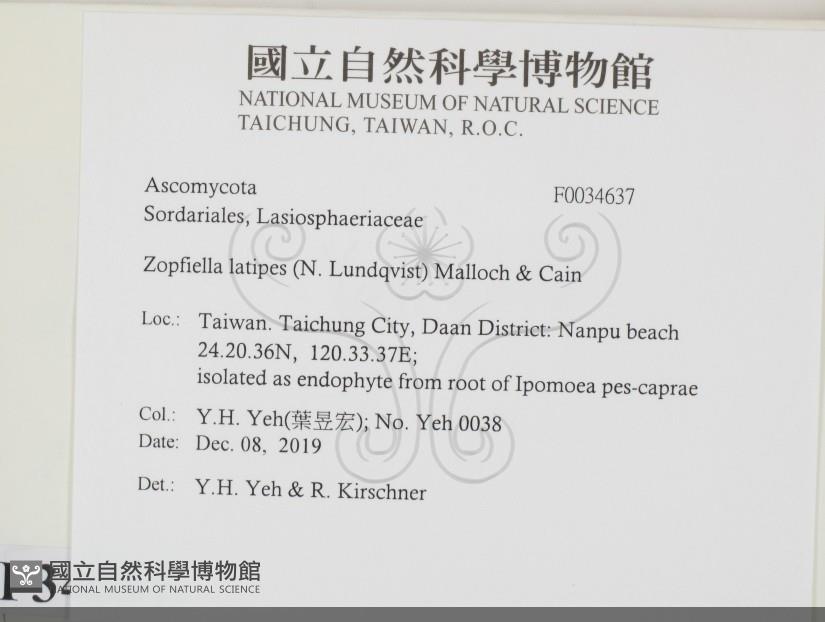 國立自然科學博物館
NATIONAL MUSEUM OF NATURAL SCIENCE
TAICHUNG, TAIWAN, R.O.C.
Ascomycota F0034637
Sordariales, Lasiosphaeriaceae
Zopfiella latipes (N. Lundqvist) Malloch & Cain
Loc.: Taiwan. Taichung City, Daan District: Nanpu beach
24.20.36N, 120.33.37E;
isolated as endophyte from root of Ipomoea pes-caprae
Col.: Y.H. Yeh(葉昱宏); No. Yeh 0038
Date: Dec. 08, 2019
Det.: Y.H. Yeh & R. Kirschner
國立自然科學博物館
NATIONAL MUSEUM OF NATURAL SCIENCE